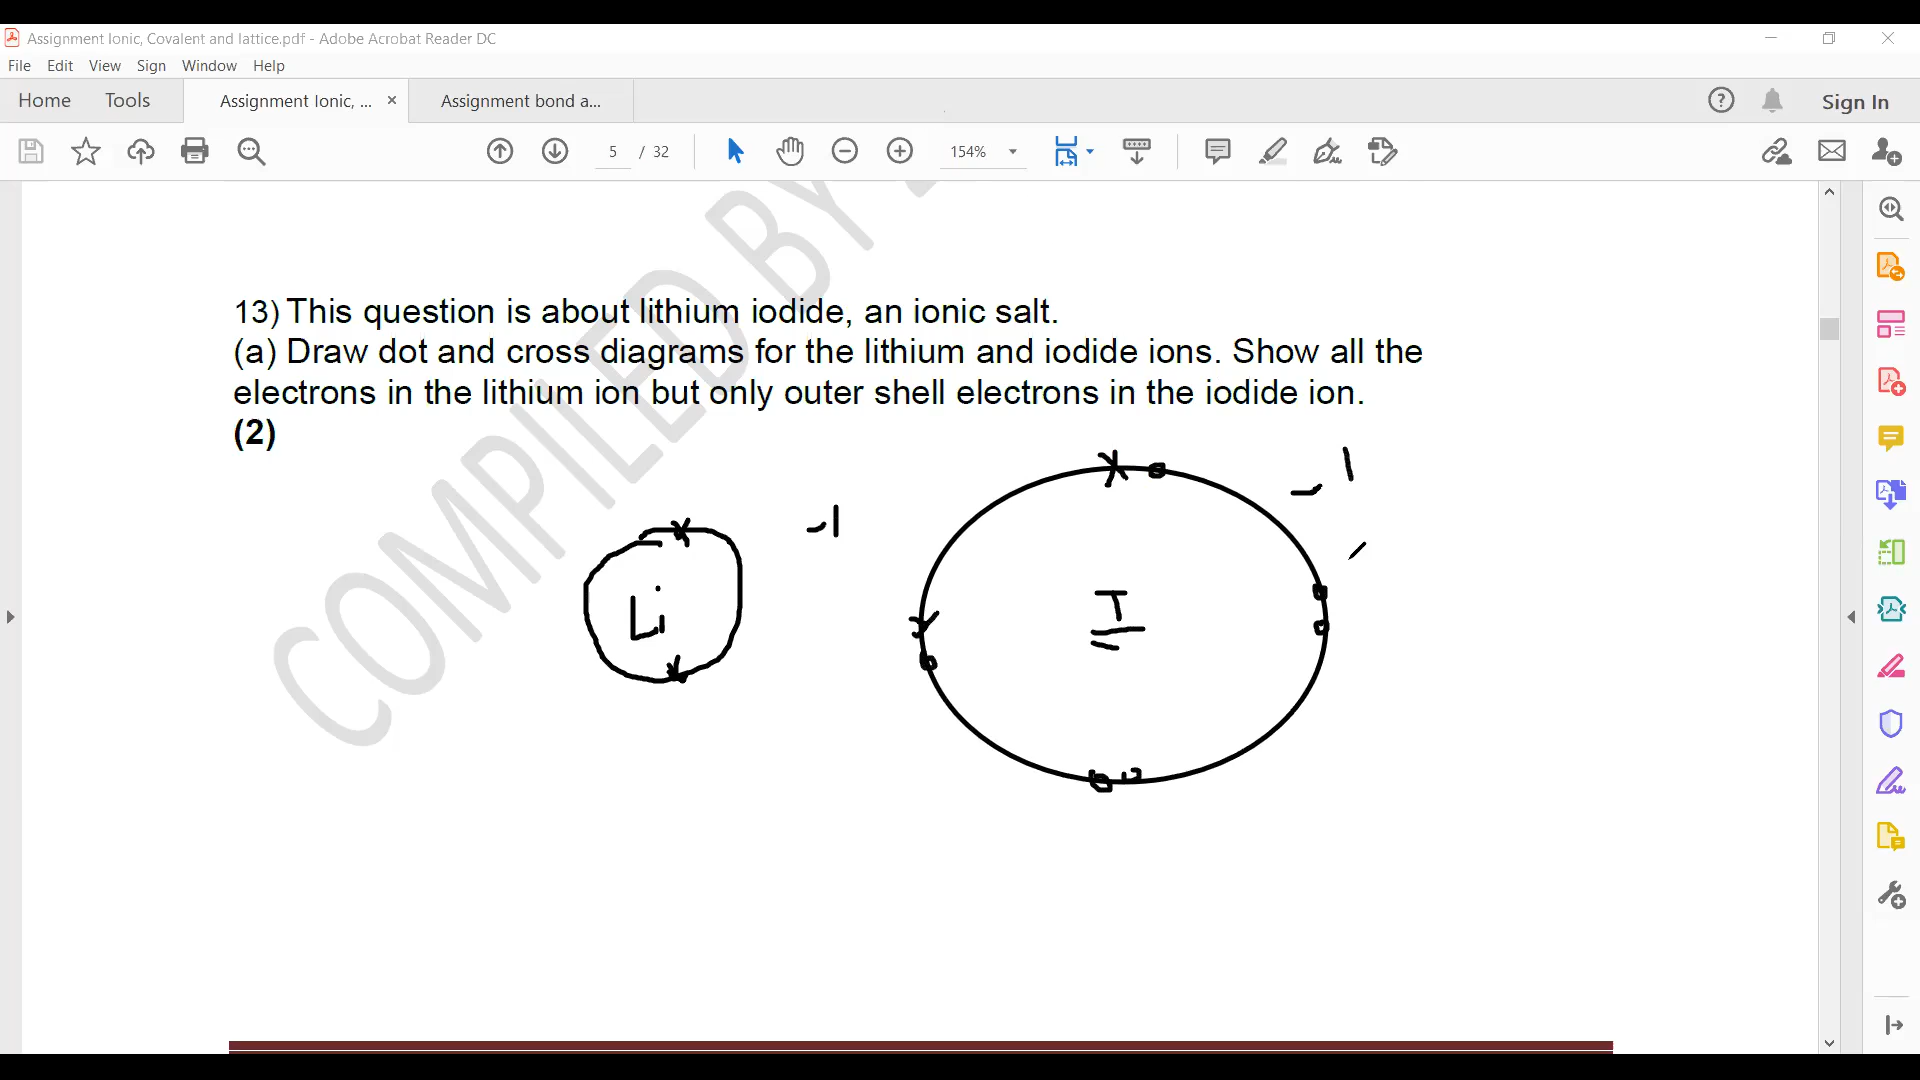 Assignment Ionic, Covalent and lattice.pdf - Adobe Acrobat Reader DC
File Edit View Sign Window Help
Home Tools Assignment Ionic, ... × Assignment bond a... Sign In
5 / 32 154%
COMPILED BY
13) This question is about lithium iodide, an ionic salt.
(a) Draw dot and cross diagrams for the lithium and iodide ions. Show all the
electrons in the lithium ion but only outer shell electrons in the iodide ion.
(2)
-1
-1
Li
I